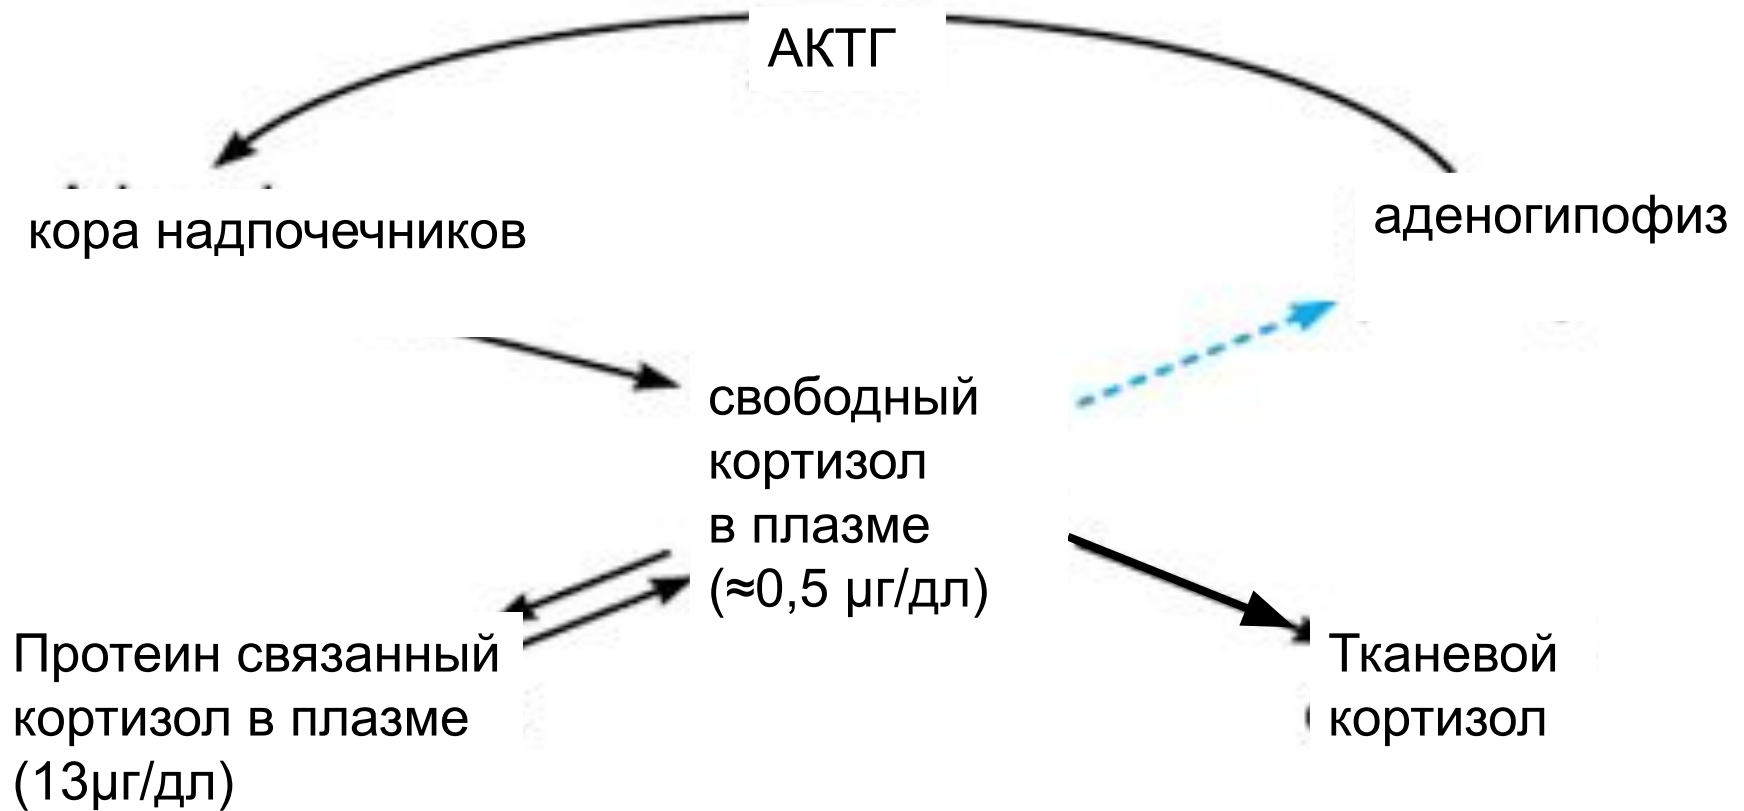 АКТГ
кора надпочечников
аденогипофиз
свободный
кортизол
в плазме
(≈0,5 µг/дл)
Протеин связанный
кортизол в плазме
(13µг/дл)
Тканевой
кортизол